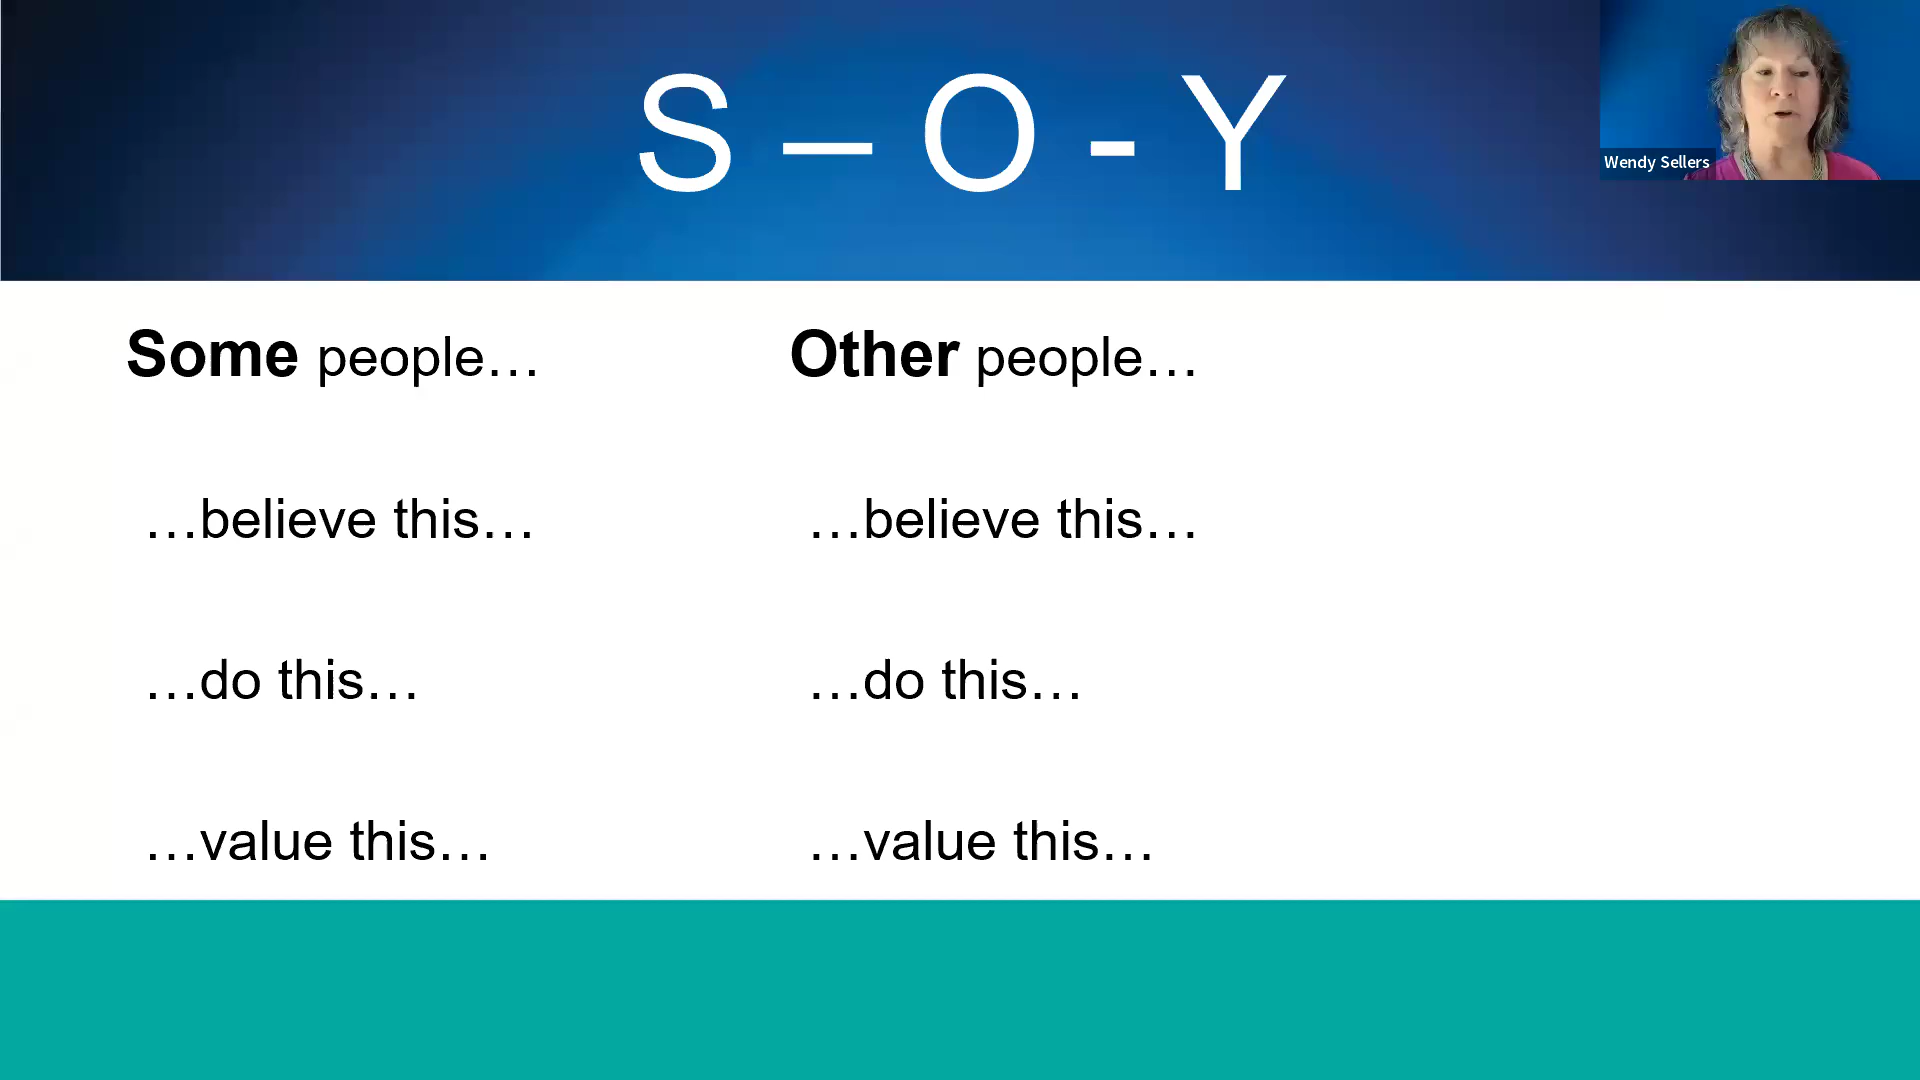 S – O - Y
Wendy Sellers
Some people…
…believe this…
…do this…
…value this…
Other people…
…believe this…
…do this…
…value this…